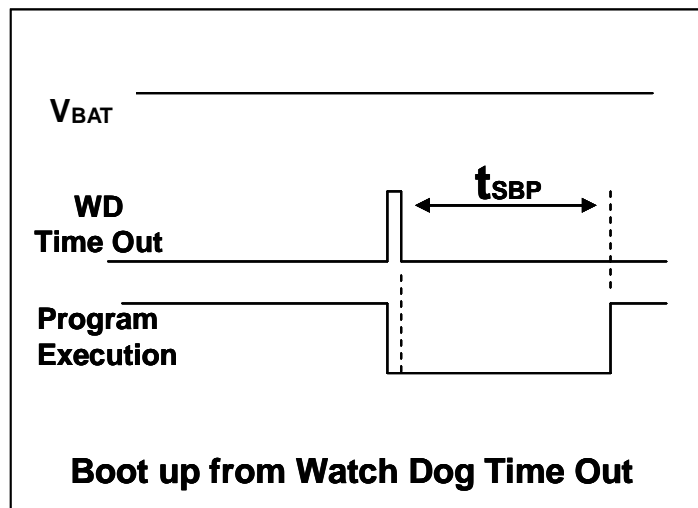 VBAT
tSBP
WD
Time Out
Program
Execution
Boot up from Watch Dog Time Out